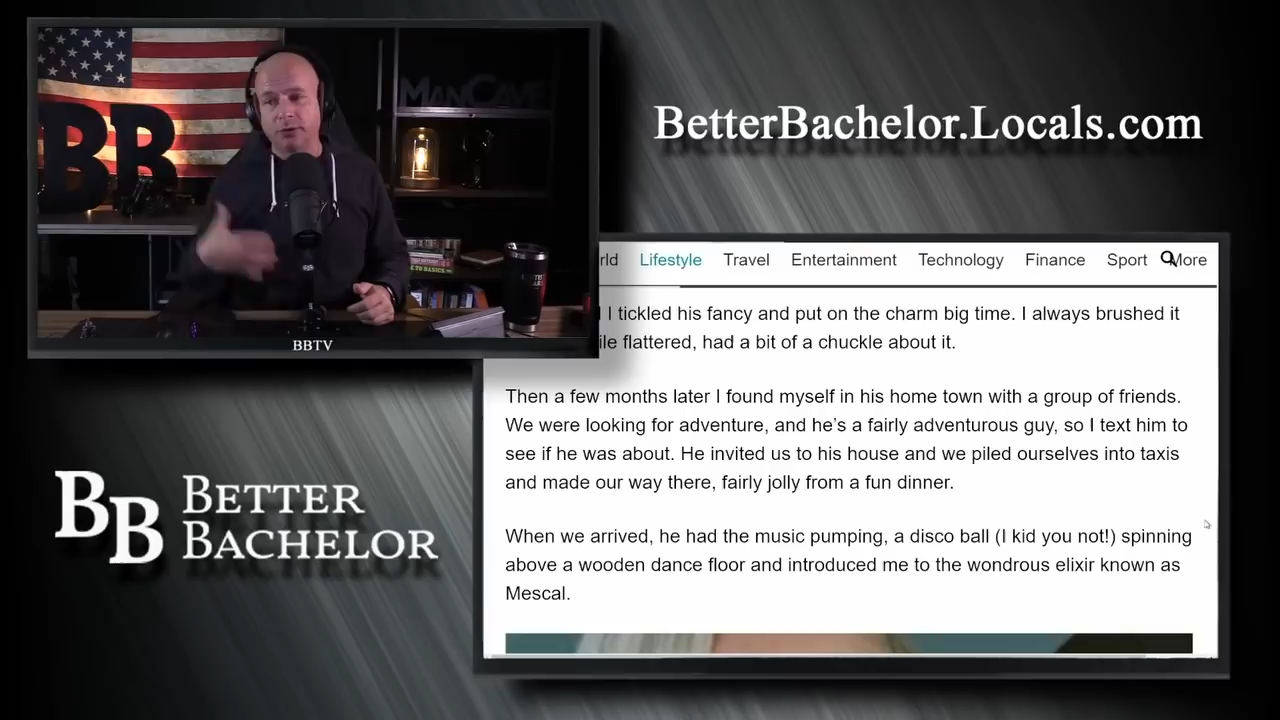 BB
MANCAVE
BBTV
BetterBachelor.Locals.com
rld Lifestyle Travel Entertainment Technology Finance Sport More
I tickled his fancy and put on the charm big time. I always brushed it
ile flattered, had a bit of a chuckle about it.
Then a few months later I found myself in his home town with a group of friends.
We were looking for adventure, and he’s a fairly adventurous guy, so I text him to
see if he was about. He invited us to his house and we piled ourselves into taxis
and made our way there, fairly jolly from a fun dinner.
When we arrived, he had the music pumping, a disco ball (I kid you not!) spinning
above a wooden dance floor and introduced me to the wondrous elixir known as
Mescal.
BB
BETTER
BACHELOR